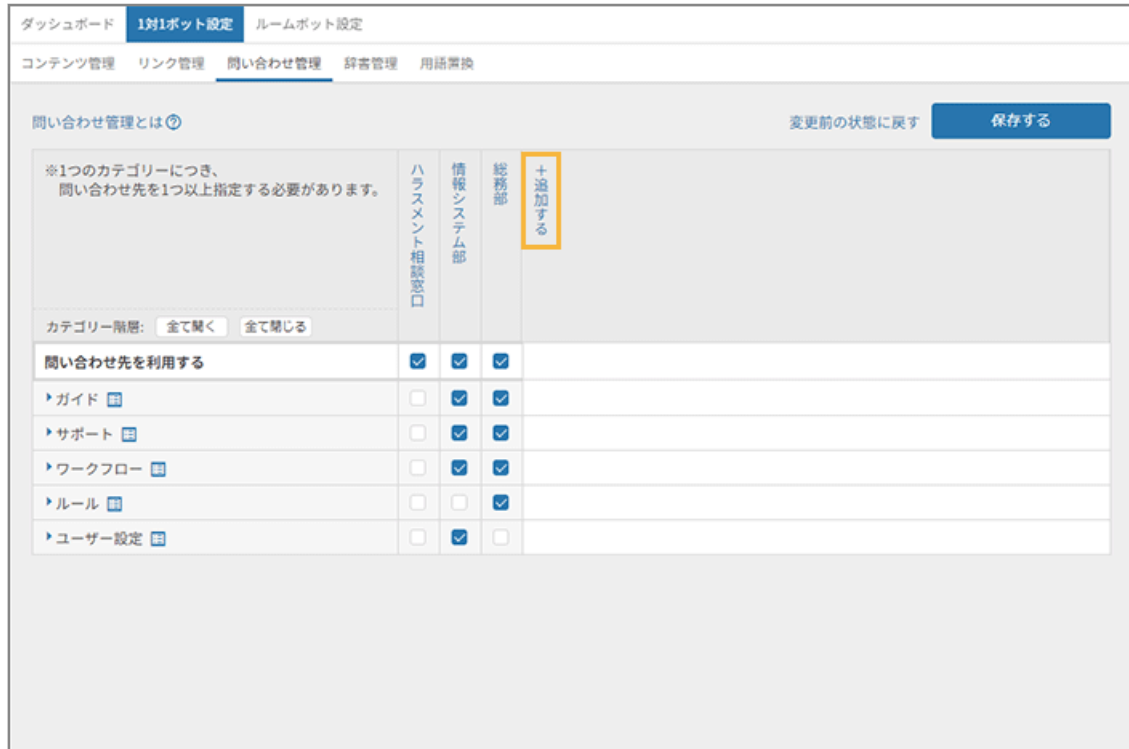 ダッシュボード 1対1ボット設定 ルームボット設定
コンテンツ管理 リンク管理 問い合わせ管理 辞書管理 用語置換
問い合わせ管理とは? 変更前の状態に戻す 保存する
※1つのカテゴリーにつき、
問い合わせ先を1つ以上指定する必要があります。
ハラスメント相談窓口
情報システム部
総務部
+追加する
カテゴリー階層: 全て開く 全て閉じる
問い合わせ先を利用する
ガイド
サポート
ワークフロー
ルール
ユーザー設定